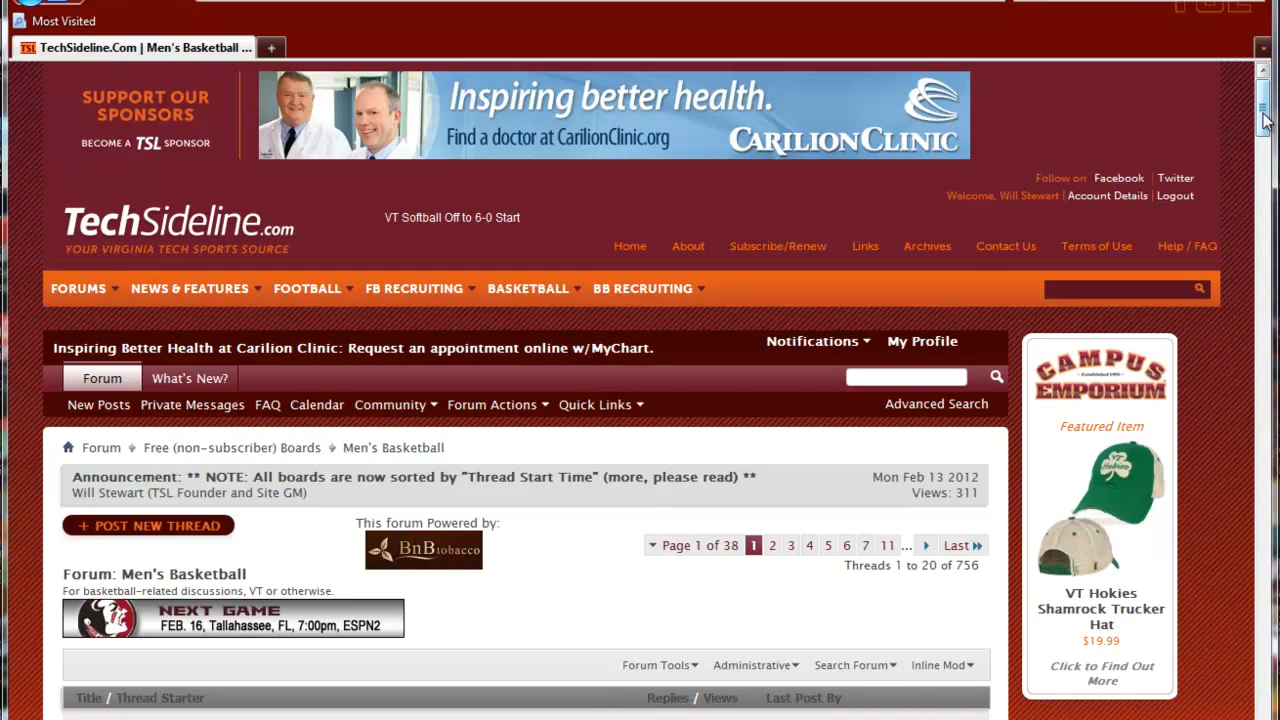 Most Visited
TSL TechSideline.Com | Men's Basketball ...
SUPPORT OUR
SPONSORS
BECOME A TSL SPONSOR
Inspiring better health.
Find a doctor at CarilionClinic.org
CARILIONCLINIC
Follow on Facebook Twitter
Welcome, Will Stewart Account Details Logout
TechSideline.com
YOUR VIRGINIA TECH SPORTS SOURCE
VT Softball Off to 6-0 Start
Home About Subscribe/Renew Links Archives Contact Us Terms of Use Help / FAQ
FORUMS NEWS & FEATURES FOOTBALL FB RECRUITING BASKETBALL BB RECRUITING
Inspiring Better Health at Carilion Clinic: Request an appointment online w/MyChart.
Notifications My Profile
Forum What's New?
New Posts Private Messages FAQ Calendar Community Forum Actions Quick Links Advanced Search
Forum Free (non-subscriber) Boards Men's Basketball
Announcement: ** NOTE: All boards are now sorted by "Thread Start Time" (more, please read) **
Will Stewart (TSL Founder and Site GM)
Mon Feb 13 2012
Views: 311
+ POST NEW THREAD
This forum Powered by:
BnBtobacco
Page 1 of 38 1 2 3 4 5 6 7 11 ... Last
Threads 1 to 20 of 756
Forum: Men's Basketball
For basketball-related discussions, VT or otherwise.
NEXT GAME
FEB. 16, Tallahassee, FL, 7:00pm, ESPN2
Forum Tools Administrative Search Forum Inline Mod
Title / Thread Starter Replies / Views Last Post By
CAMPUS
EMPORIUM
Featured Item
VT Hokies
Shamrock Trucker
Hat
$19.99
Click to Find Out
More